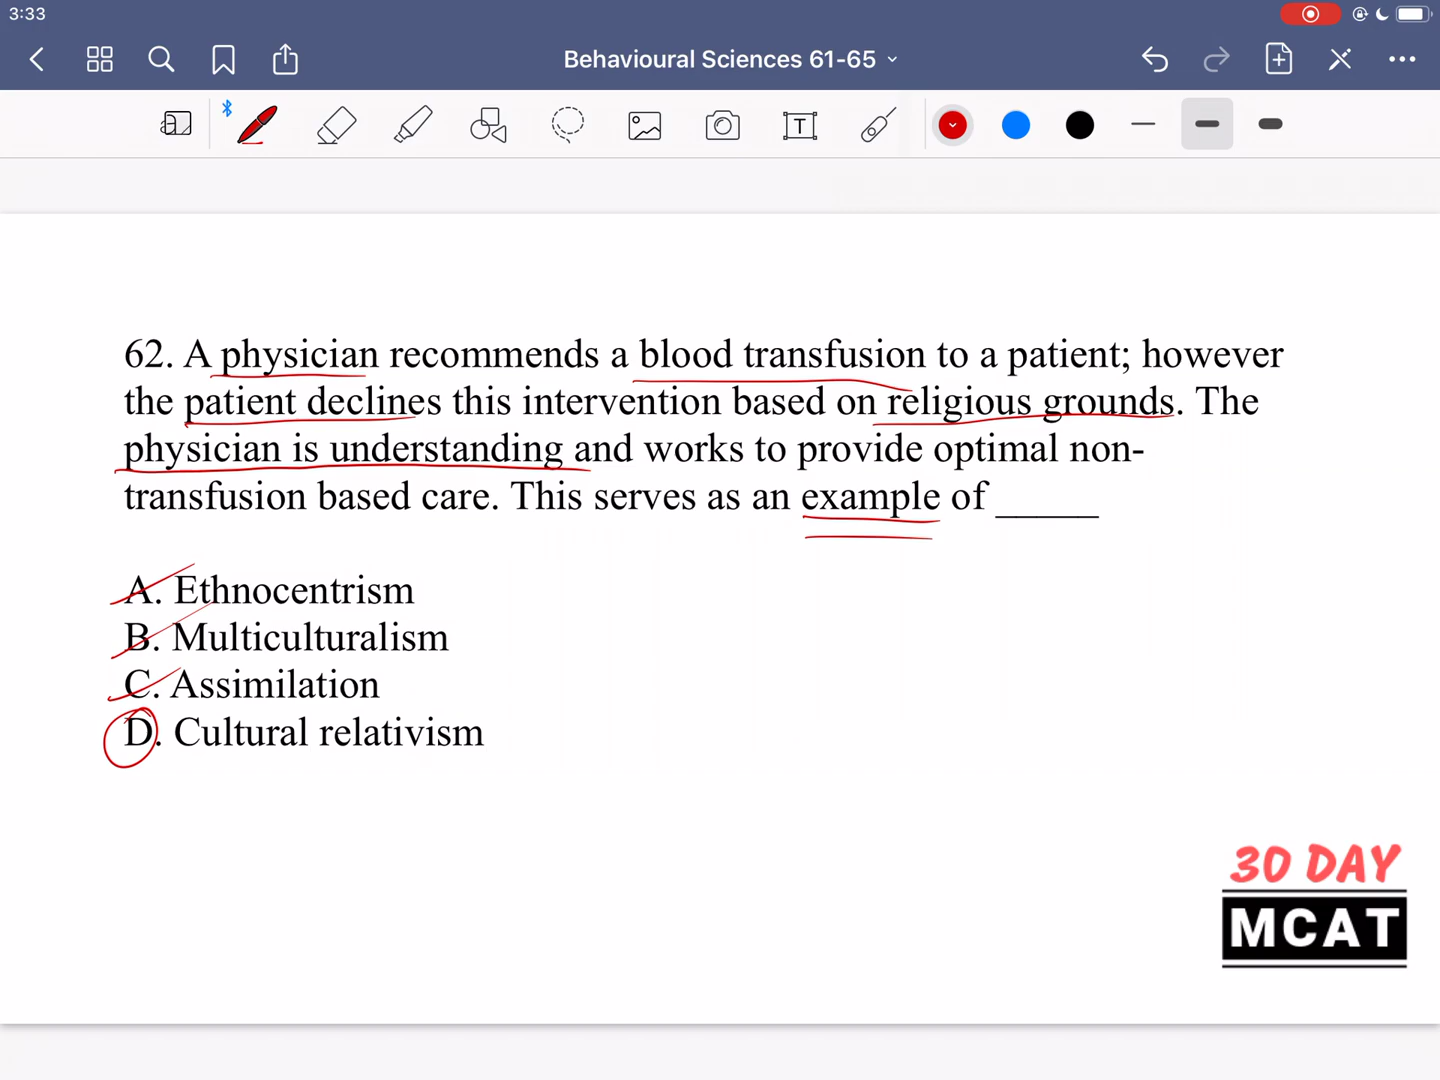 3:33
Behavioural Sciences 61-65
T
62. A physician recommends a blood transfusion to a patient; however
the patient declines this intervention based on religious grounds. The
physician is understanding and works to provide optimal non-
transfusion based care. This serves as an example of _____
A. Ethnocentrism
B. Multiculturalism
C. Assimilation
D. Cultural relativism
30 DAY
MCAT